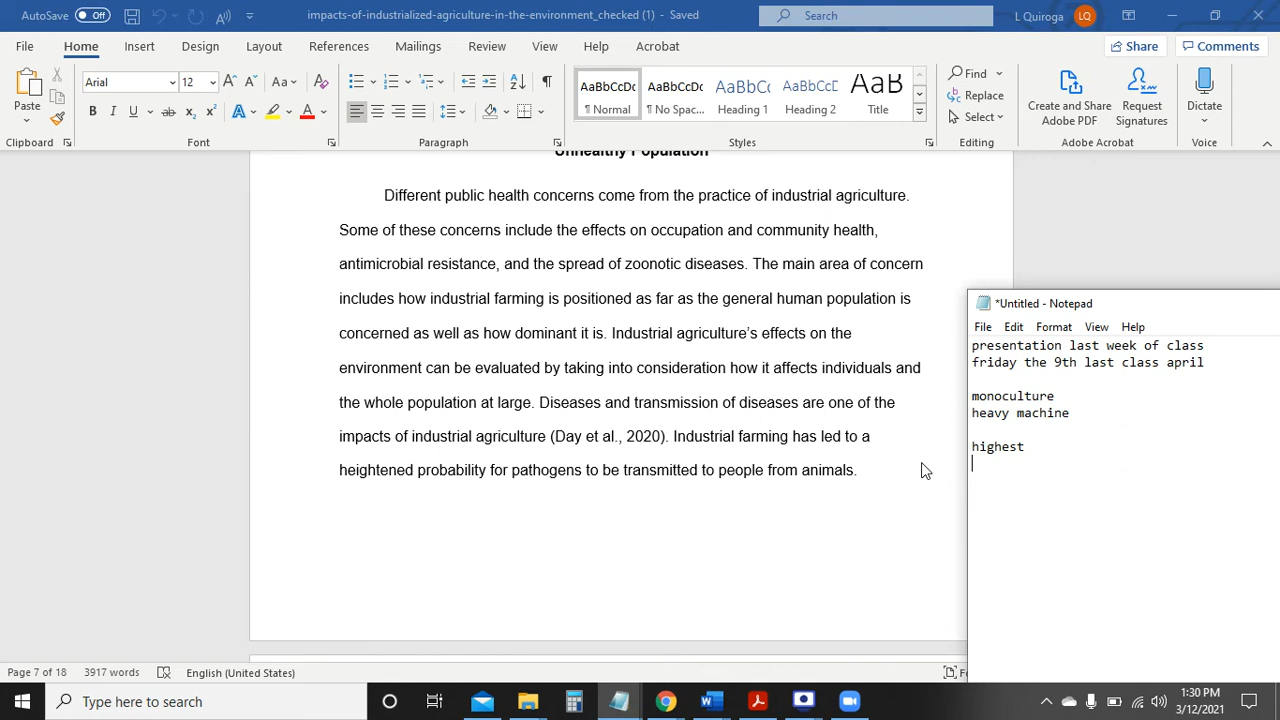 AutoSave Off impacts-of-industrialized-agriculture-in-the-environment_checked (1) - Saved Search L Quiroga LQ
File Home Insert Design Layout References Mailings Review View Help Acrobat Share Comments
Paste Arial 12 A A Aa A AaBbCcDc AaBbCcDc AaBbCc AaBbCcD AaB Find Replace Select Create and Share Adobe PDF Request Signatures Dictate
B I U ab x₂ x² A A ¶ Normal ¶ No Spac... Heading 1 Heading 2 Title
Clipboard Font Paragraph Styles Editing Adobe Acrobat Voice
Unhealthy Population
Different public health concerns come from the practice of industrial agriculture.
Some of these concerns include the effects on occupation and community health,
antimicrobial resistance, and the spread of zoonotic diseases. The main area of concern
includes how industrial farming is positioned as far as the general human population is
concerned as well as how dominant it is. Industrial agriculture’s effects on the
environment can be evaluated by taking into consideration how it affects individuals and
the whole population at large. Diseases and transmission of diseases are one of the
impacts of industrial agriculture (Day et al., 2020). Industrial farming has led to a
heightened probability for pathogens to be transmitted to people from animals.
*Untitled - Notepad
File Edit Format View Help
presentation last week of class
friday the 9th last class april
monoculture
heavy machine
highest
Page 7 of 18 3917 words English (United States)
Type here to search
1:30 PM
3/12/2021